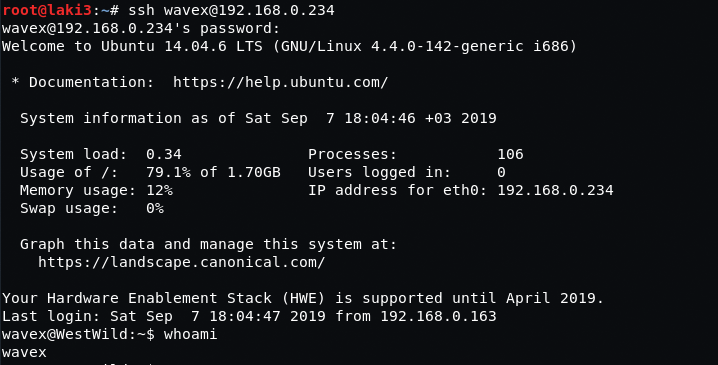 root@laki3:~# ssh wavex@192.168.0.234
wavex@192.168.0.234's password:
Welcome to Ubuntu 14.04.6 LTS (GNU/Linux 4.4.0-142-generic i686)
* Documentation:  https://help.ubuntu.com/
System information as of Sat Sep  7 18:04:46 +03 2019
System load:  0.34              Processes:           106
Usage of /:   79.1% of 1.70GB   Users logged in:     0
Memory usage: 12%               IP address for eth0: 192.168.0.234
Swap usage:   0%
Graph this data and manage this system at:
https://landscape.canonical.com/
Your Hardware Enablement Stack (HWE) is supported until April 2019.
Last login: Sat Sep  7 18:04:47 2019 from 192.168.0.163
wavex@WestWild:~$ whoami
wavex